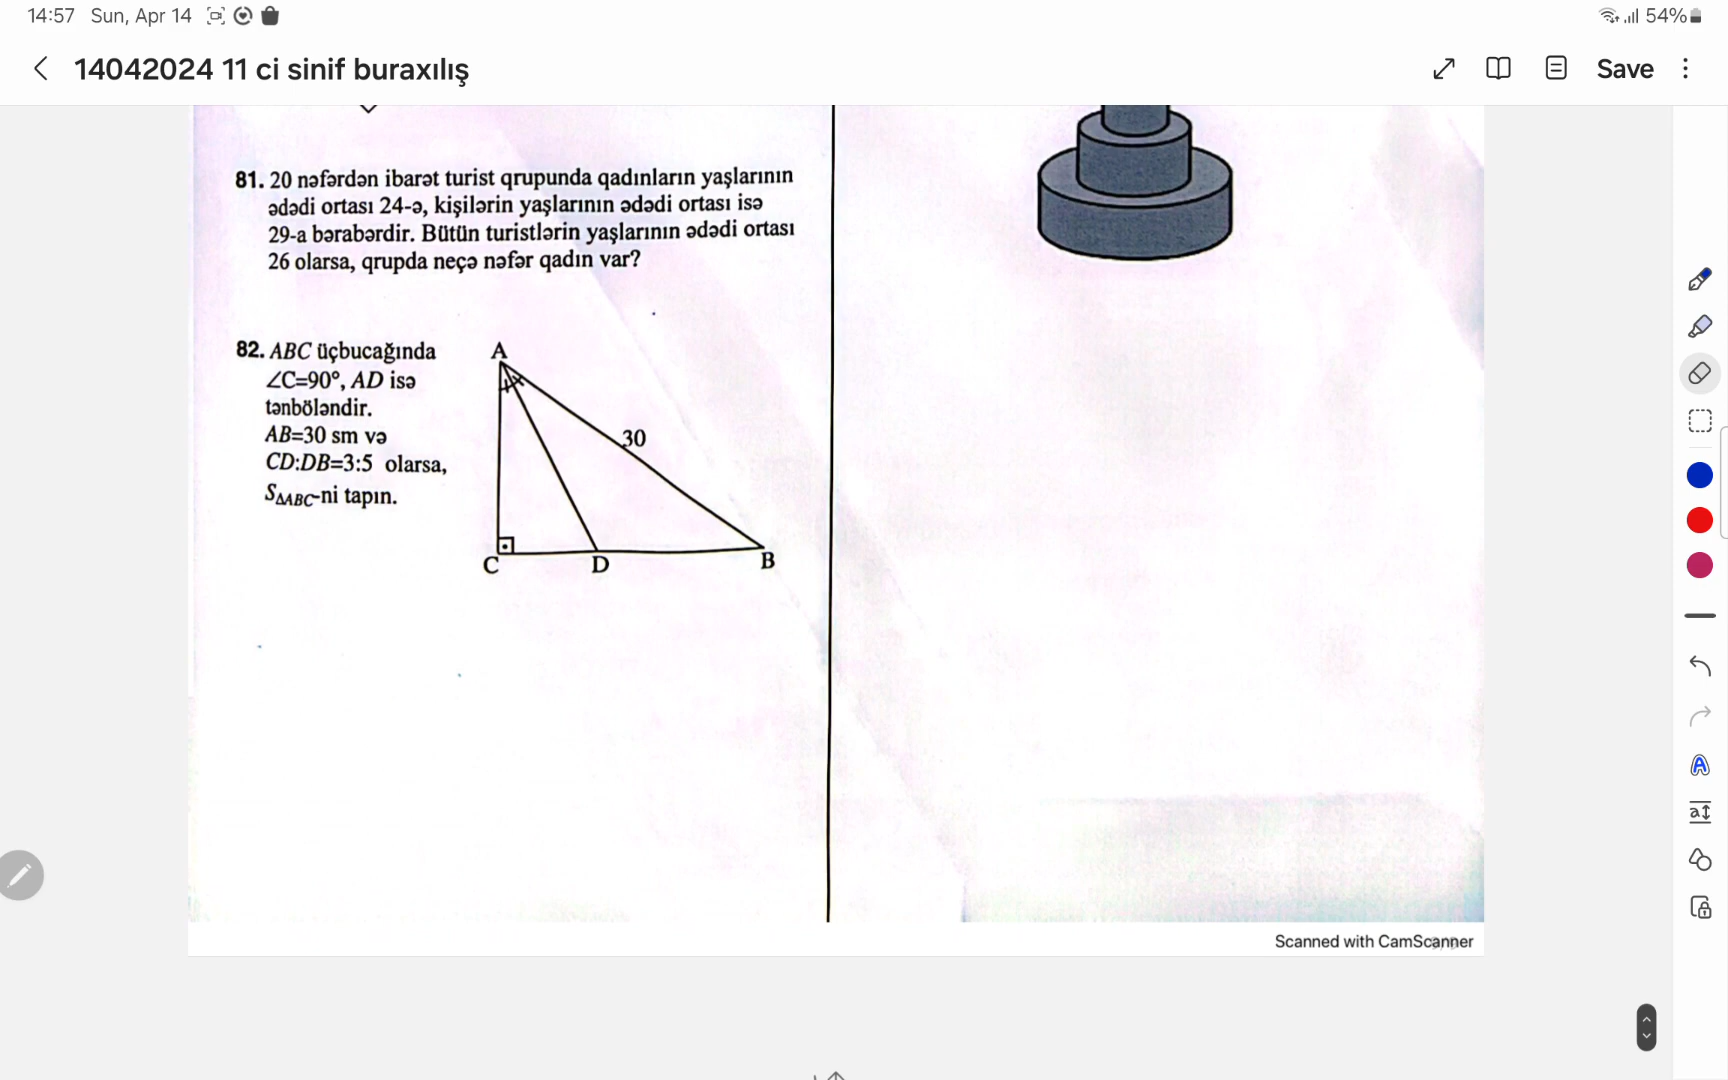 14:57 Sun, Apr 14
54%
14042024 11 ci sinif buraxılış
Save
81. 20 nəfərdən ibarət turist qrupunda qadınların yaşlarının
ədədi ortası 24-ə, kişilərin yaşlarının ədədi ortası isə
29-a bərabərdir. Bütün turistlərin yaşlarının ədədi ortası
26 olarsa, qrupda neçə nəfər qadın var?
82. ABC üçbucağında
∠C=90°, AD isə
tənböləndir.
AB=30 sm və
CD:DB=3:5 olarsa,
S∆ABC-ni tapın.
A
30
C
D
B
Scanned with CamScanner